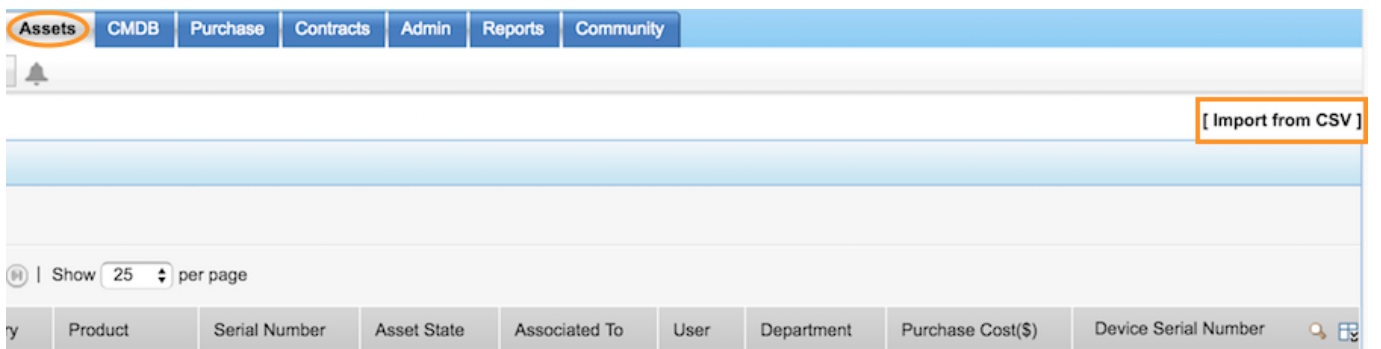 Assets CMDB Purchase Contracts Admin Reports Community
[ Import from CSV ]
| Show 25 per page
ry Product Serial Number Asset State Associated To User Department Purchase Cost($) Device Serial Number